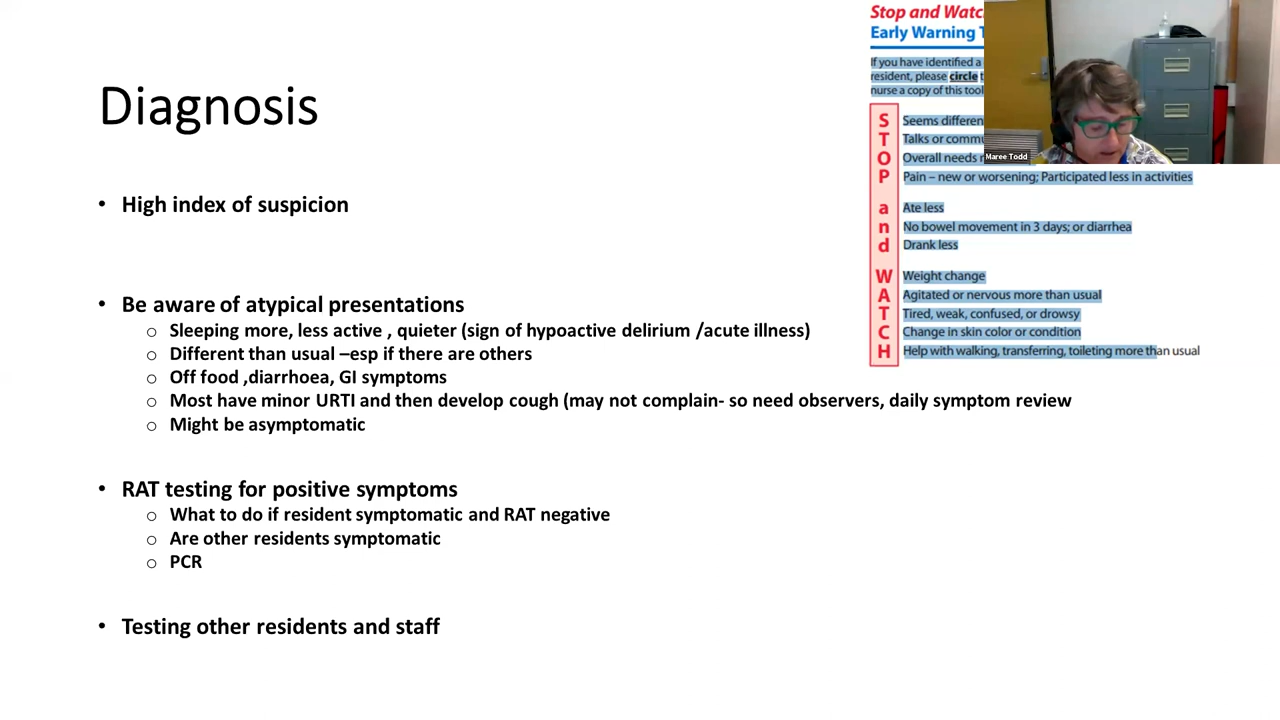 Diagnosis
• High index of suspicion
• Be aware of atypical presentations
o Sleeping more, less active , quieter (sign of hypoactive delirium /acute illness)
o Different than usual –esp if there are others
o Off food ,diarrhoea, GI symptoms
o Most have minor URTI and then develop cough (may not complain- so need observers, daily symptom review
o Might be asymptomatic
• RAT testing for positive symptoms
o What to do if resident symptomatic and RAT negative
o Are other residents symptomatic
o PCR
• Testing other residents and staff
Stop and
Early Warning
If you have identified a
resident, please circle
nurse a copy of this tool
S Seems
T Talks or
O Overall needs
P Pain – new or worsening; Participated less in activities
a Ate less
n No bowel movement in 3 days; or diarrhea
d Drank less
W Weight change
A Agitated or nervous more than usual
T Tired, weak, confused, or drowsy
C Change in skin color or condition
H Help with walking, transferring, toileting more than usual
Maree Todd